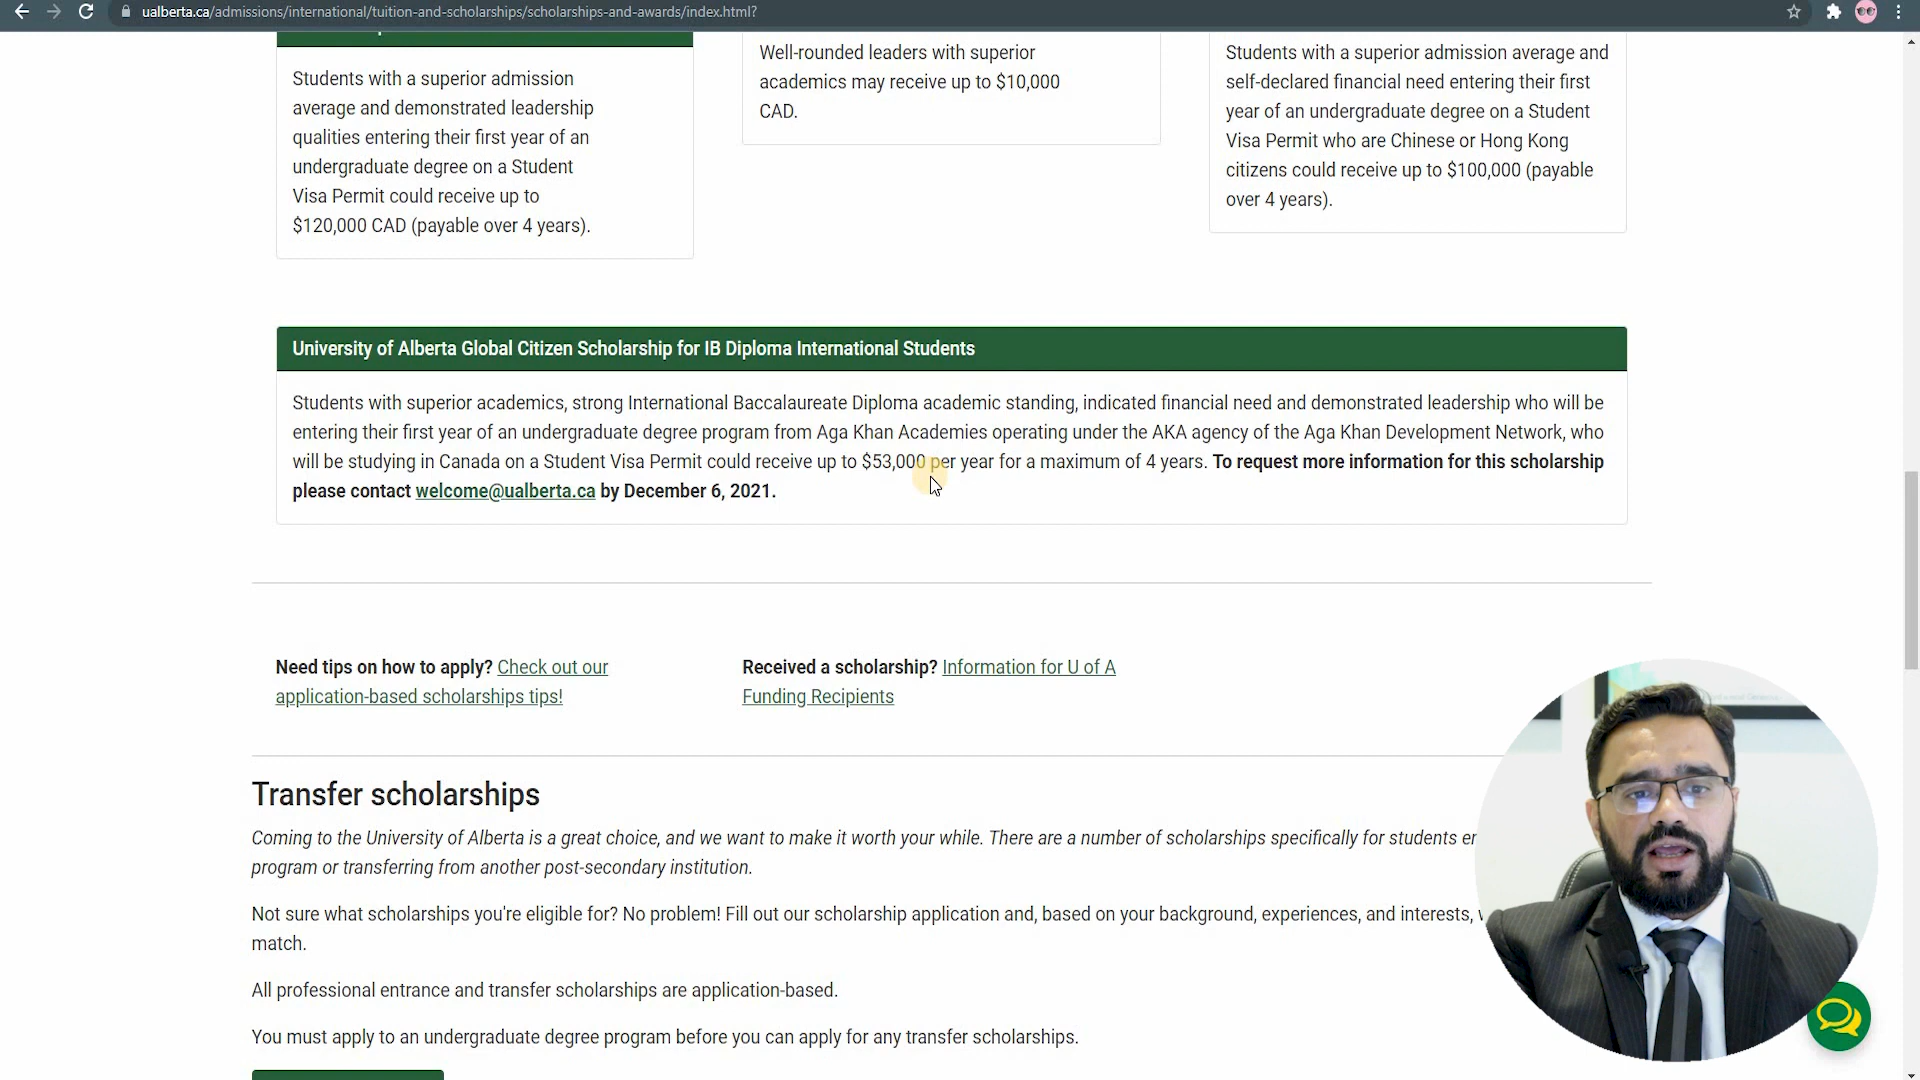 ualberta.ca/admissions/international/tuition-and-scholarships/scholarships-and-awards/index.html?
Students with a superior admission
average and demonstrated leadership
qualities entering their first year of an
undergraduate degree on a Student
Visa Permit could receive up to
$120,000 CAD (payable over 4 years).
Well-rounded leaders with superior
academics may receive up to $10,000
CAD.
Students with a superior admission average and
self-declared financial need entering their first
year of an undergraduate degree on a Student
Visa Permit who are Chinese or Hong Kong
citizens could receive up to $100,000 (payable
over 4 years).
University of Alberta Global Citizen Scholarship for IB Diploma International Students
Students with superior academics, strong International Baccalaureate Diploma academic standing, indicated financial need and demonstrated leadership who will be
entering their first year of an undergraduate degree program from Aga Khan Academies operating under the AKA agency of the Aga Khan Development Network, who
will be studying in Canada on a Student Visa Permit could receive up to $53,000 per year for a maximum of 4 years. To request more information for this scholarship
please contact welcome@ualberta.ca by December 6, 2021.
Need tips on how to apply? Check out our
application-based scholarships tips!
Received a scholarship? Information for U of A
Funding Recipients
Transfer scholarships
Coming to the University of Alberta is a great choice, and we want to make it worth your while. There are a number of scholarships specifically for students
program or transferring from another post-secondary institution.
Not sure what scholarships you're eligible for? No problem! Fill out our scholarship application and, based on your background, experiences, and interests,
match.
All professional entrance and transfer scholarships are application-based.
You must apply to an undergraduate degree program before you can apply for any transfer scholarships.